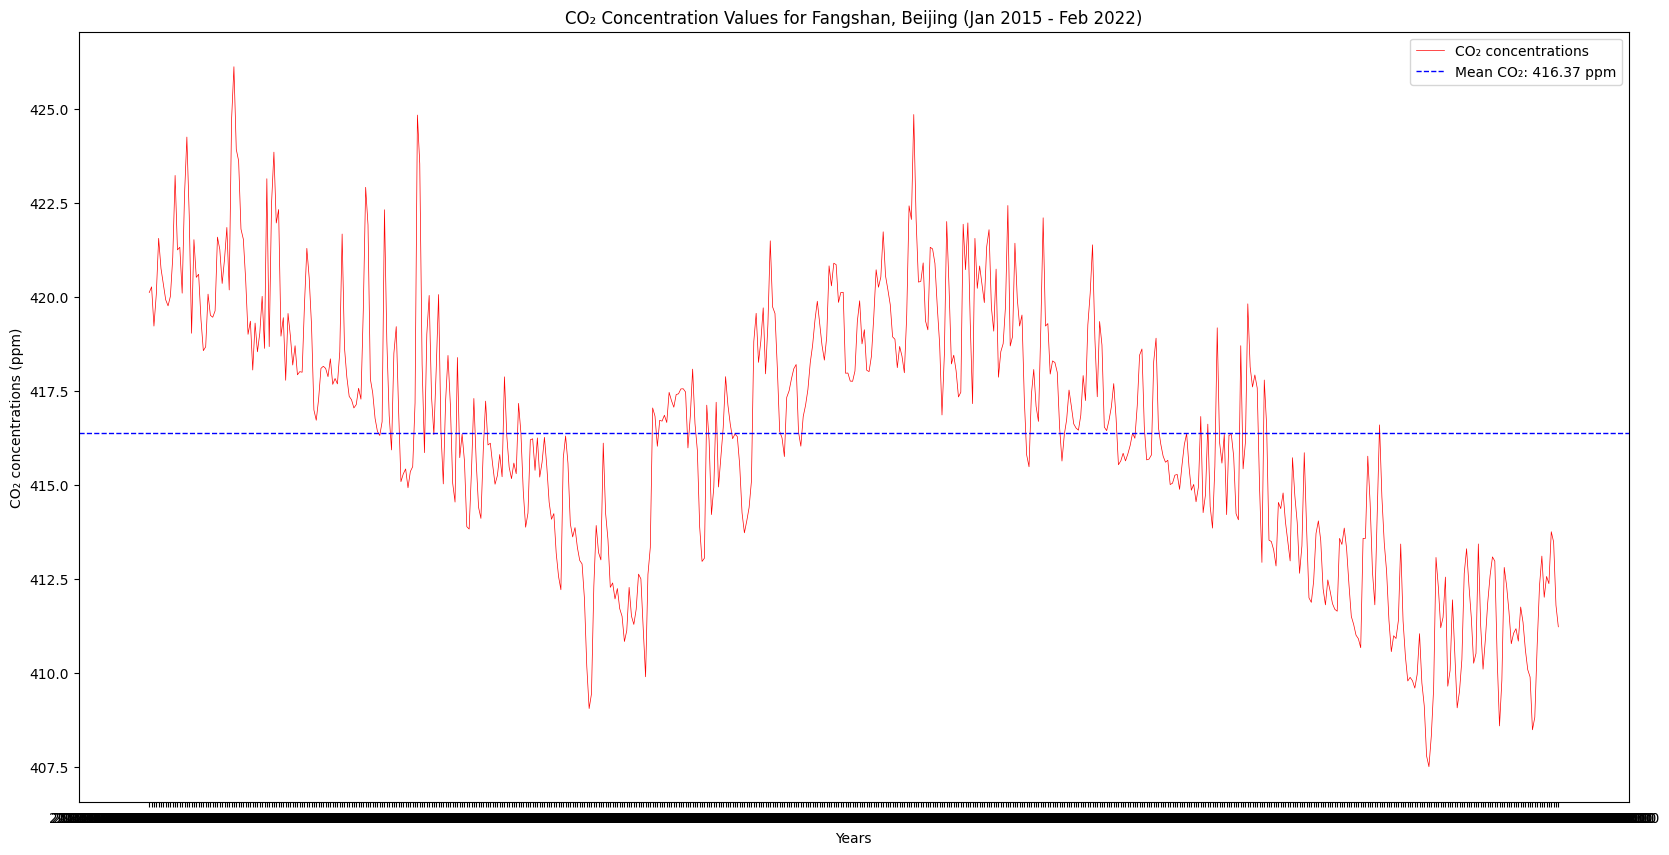 CO₂ Concentration Values for Fangshan, Beijing (Jan 2015 - Feb 2022)
CO₂ concentrations
Mean CO₂: 416.37 ppm
CO₂ concentrations (ppm)
425.0
422.5
420.0
417.5
415.0
412.5
410.0
407.5
Years